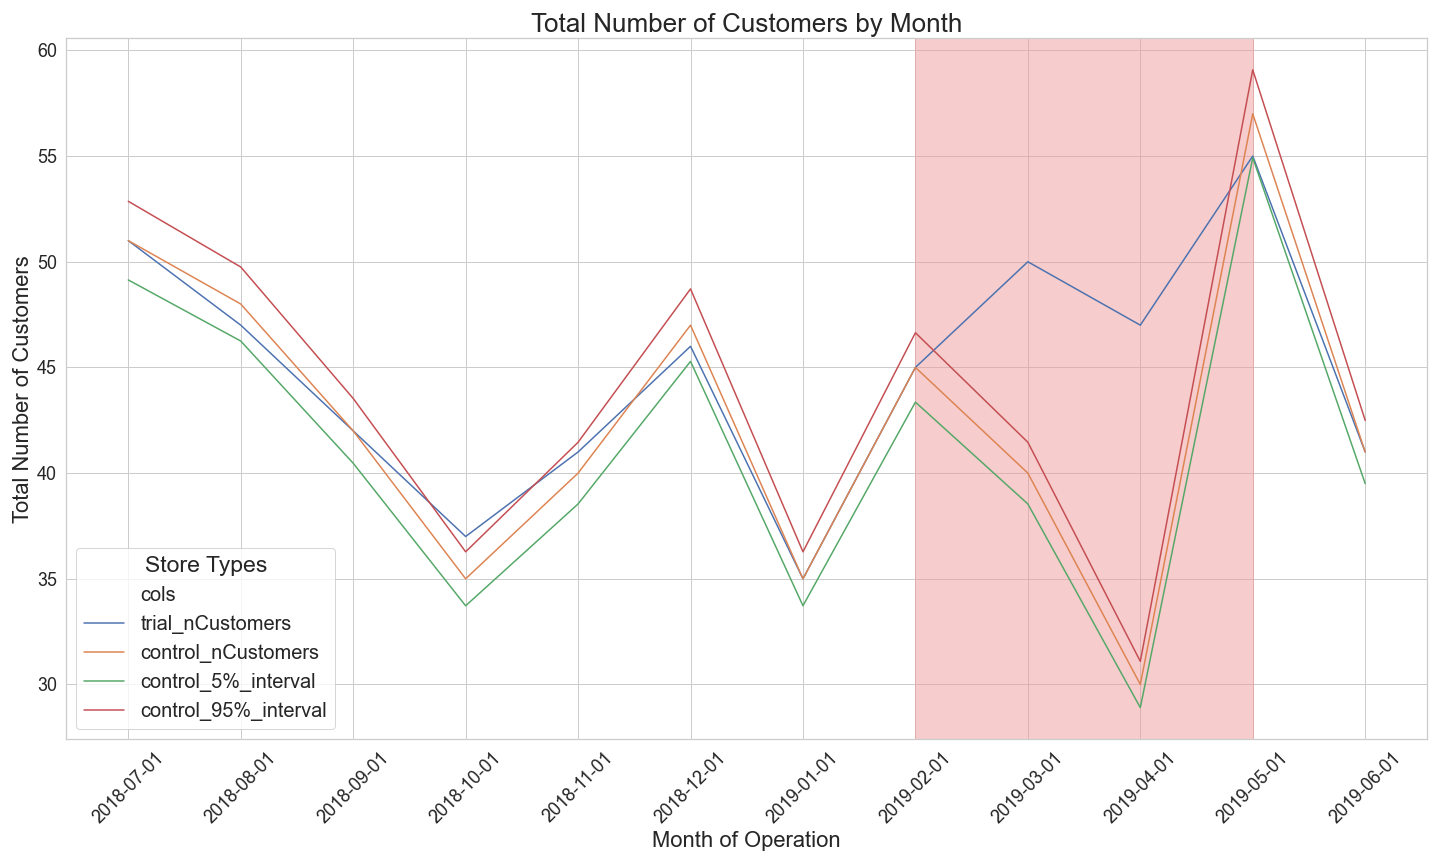 Total Number of Customers by Month
60
55
50
45
40
35
30
Total Number of Customers
Store Types
cols
trial_nCustomers
control_nCustomers
control_5%_interval
control_95%_interval
2018-07-01
2018-08-01
2018-09-01
2018-10-01
2018-11-01
2018-12-01
2019-01-01
2019-02-01
2019-03-01
2019-04-01
2019-05-01
2019-06-01
Month of Operation